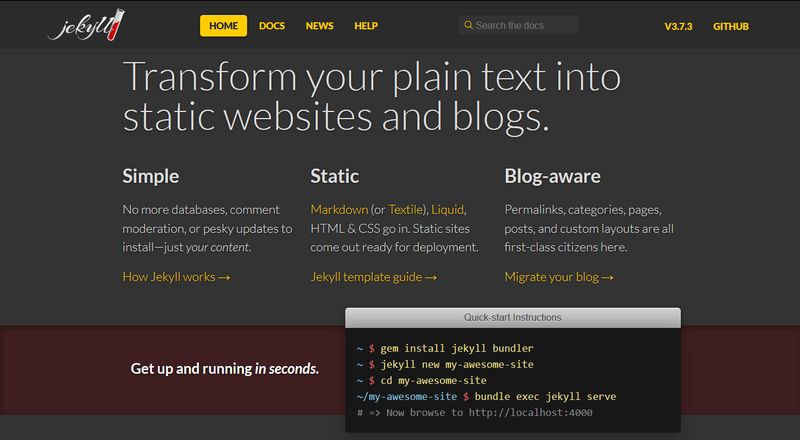 jekyll
HOME DOCS NEWS HELP
Search the docs
V3.7.3 GITHUB
Transform your plain text into
static websites and blogs.
Simple
No more databases, comment
moderation, or pesky updates to
install—just your content.
How Jekyll works →
Static
Markdown (or Textile), Liquid,
HTML & CSS go in. Static sites
come out ready for deployment.
Jekyll template guide →
Blog-aware
Permalinks, categories, pages,
posts, and custom layouts are all
first-class citizens here.
Migrate your blog →
Get up and running in seconds.
Quick-start Instructions
~ $ gem install jekyll bundler
~ $ jekyll new my-awesome-site
~ $ cd my-awesome-site
~/my-awesome-site $ bundle exec jekyll serve
# => Now browse to http://localhost:4000